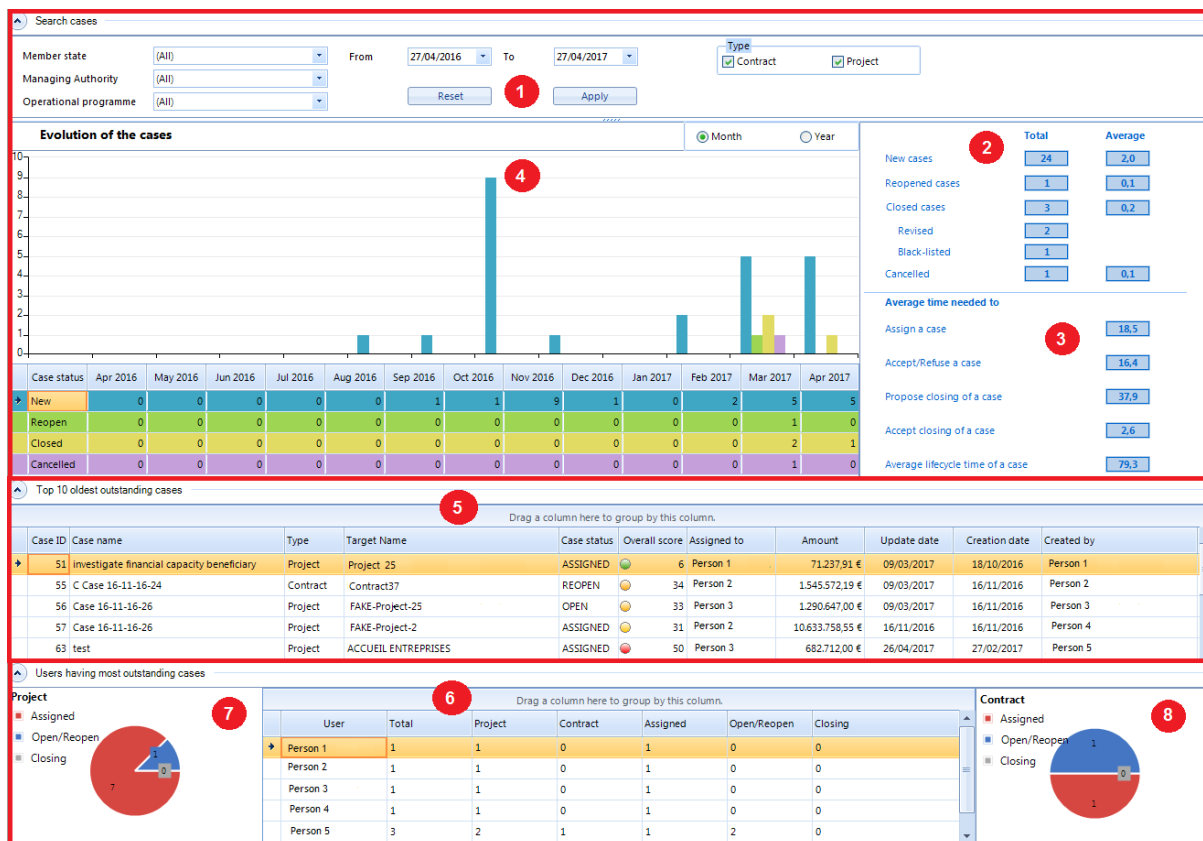 Search cases
Member state (All) From 27/04/2016 To 27/04/2017 Type
Contract Project
Managing Authority (All)
Operational programme (All) Reset 1 Apply
Evolution of the cases Month Year
10
9
8
7
6
5
4
3
2
1
0
4
Case status Apr 2016 May 2016 Jun 2016 Jul 2016 Aug 2016 Sep 2016 Oct 2016 Nov 2016 Dec 2016 Jan 2017 Feb 2017 Mar 2017 Apr 2017
New 0 0 0 0 0 1 1 9 1 0 2 5 5
Reopen 0 0 0 0 0 0 0 0 0 0 0 1 0
Closed 0 0 0 0 0 0 0 0 0 0 0 2 1
Cancelled 0 0 0 0 0 0 0 0 0 0 0 1 0
2 Total Average
New cases 24 2,0
Reopened cases 1 0,1
Closed cases 3 0,2
Revised 2
Black-listed 1
Cancelled 1 0,1
Average time needed to
Assign a case 18,5
3
Accept/Refuse a case 16,4
Propose closing of a case 37,9
Accept closing of a case 2,6
Average lifecycle time of a case 79,3
Top 10 oldest outstanding cases
5
Drag a column here to group by this column.
Case ID Case name Type Target Name Case status Overall score Assigned to Amount Update date Creation date Created by
51 investigate financial capacity beneficiary Project Project 25 ASSIGNED 6 Person 1 71.237,91 € 09/03/2017 18/10/2016 Person 1
55 C Case 16-11-16-24 Contract Contract37 REOPEN 34 Person 2 1.545.572,19 € 09/03/2017 16/11/2016 Person 2
56 Case 16-11-16-26 Project FAKE-Project-25 OPEN 33 Person 3 1.290.647,00 € 09/03/2017 16/11/2016 Person 3
57 Case 16-11-16-26 Project FAKE-Project-2 ASSIGNED 31 Person 2 10.633.758,55 € 16/11/2016 16/11/2016 Person 4
63 test Project ACCUEIL ENTREPRISES ASSIGNED 50 Person 3 682.712,00 € 26/04/2017 27/02/2017 Person 5
Users having most outstanding cases
Project
Assigned
Open/Reopen
Closing
7
1
0
7
6
Drag a column here to group by this column.
User Total Project Contract Assigned Open/Reopen Closing
Person 1 1 1 0 1 0 0
Person 2 1 1 0 1 0 0
Person 3 1 1 0 1 0 0
Person 4 1 1 0 1 0 0
Person 5 3 2 1 1 2 0
Contract
Assigned
Open/Reopen
Closing
8
1
0
1